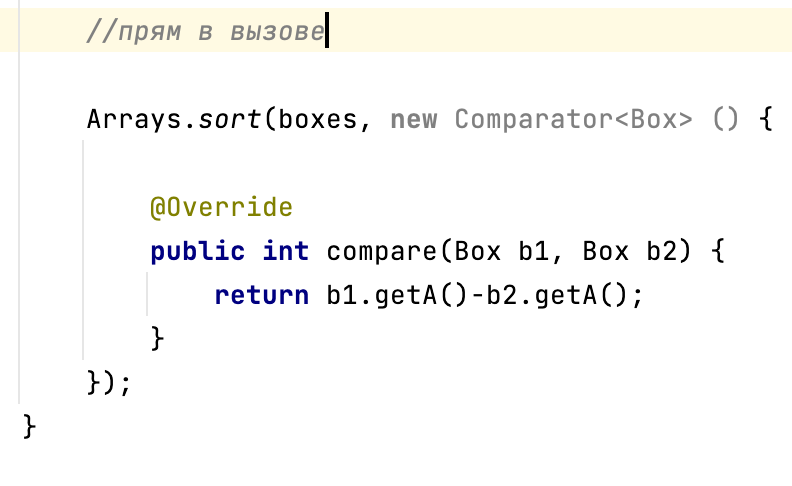 //прям в вызове
Arrays.sort(boxes, new Comparator<Box> () {
@Override
public int compare(Box b1, Box b2) {
return b1.getA()-b2.getA();
}
});
}